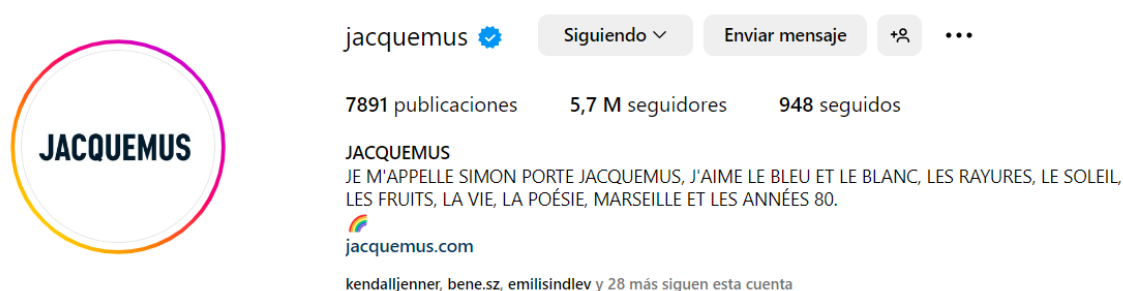 JACQUEMUS
jacquemus Siguiendo Enviar mensaje
7891 publicaciones 5,7 M seguidores 948 seguidos
JACQUEMUS
JE M'APPELLE SIMON PORTE JACQUEMUS, J'AIME LE BLEU ET LE BLANC, LES RAYURES, LE SOLEIL,
LES FRUITS, LA VIE, LA POÉSIE, MARSEILLE ET LES ANNÉES 80.
🌈
jacquemus.com
kendalljenner, bene.sz, emilisindlev y 28 más siguen esta cuenta